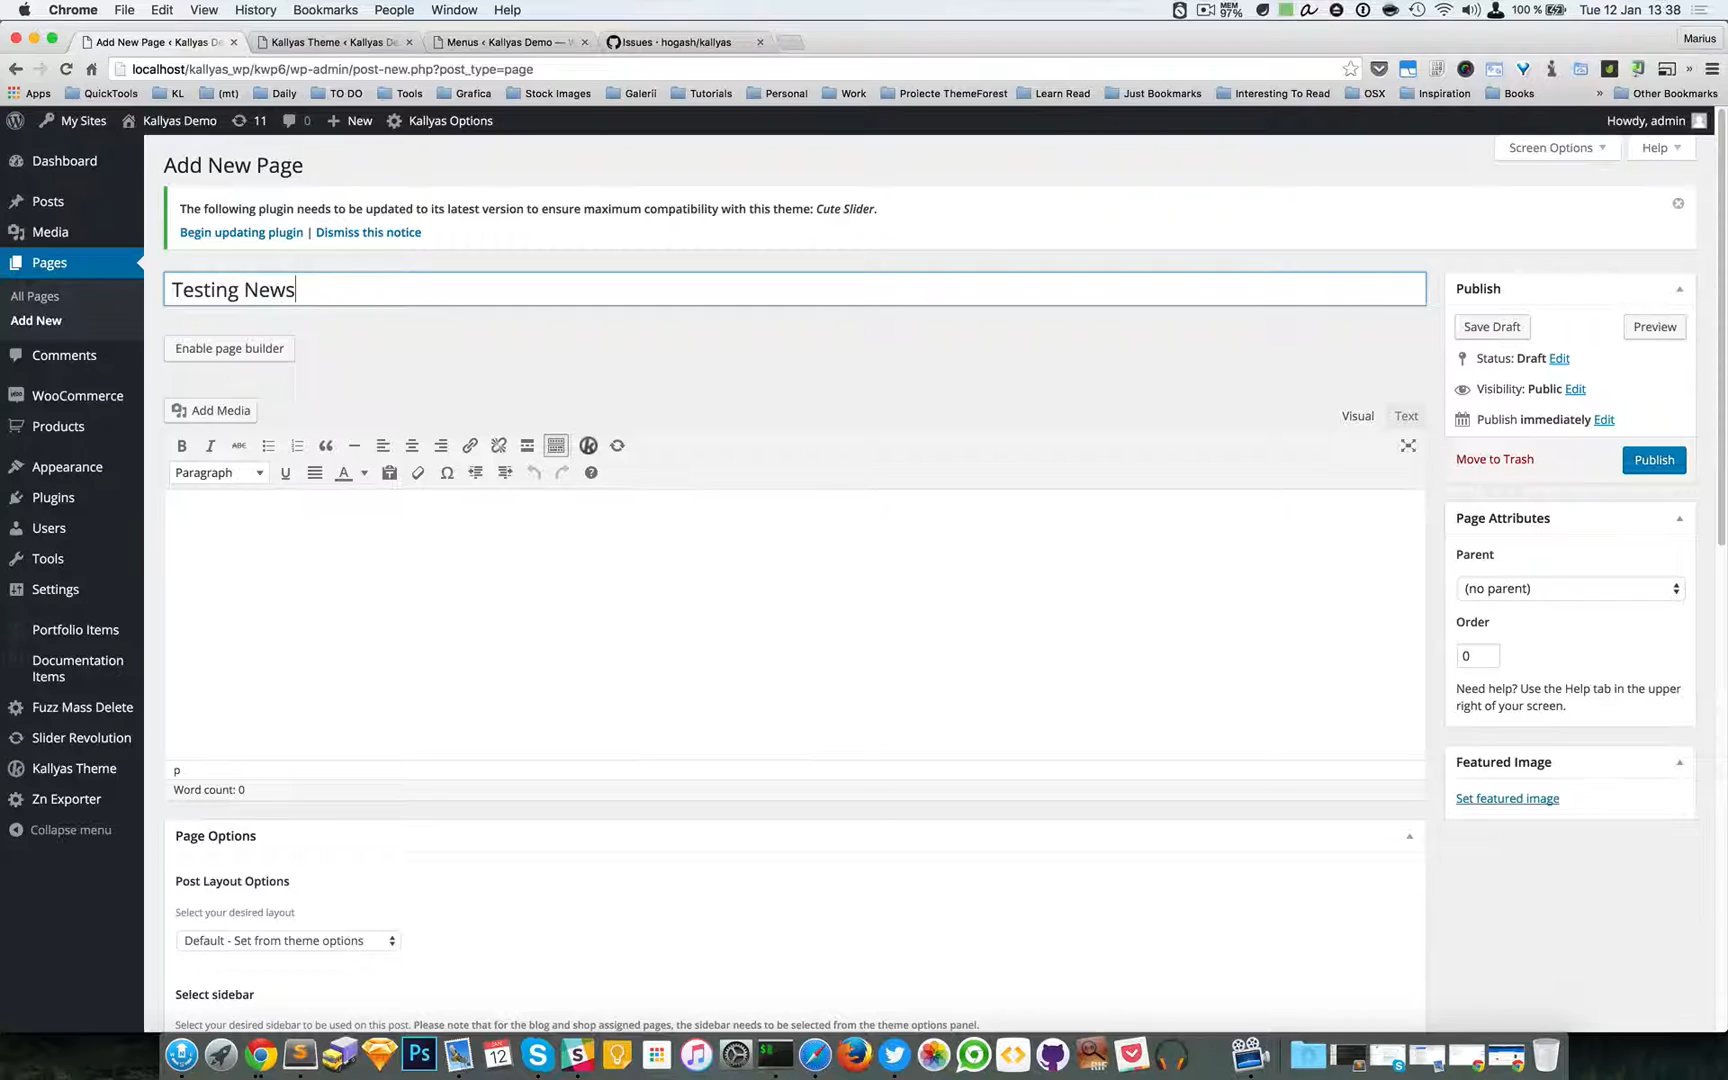 Chrome File Edit View History Bookmarks People Window Help MEM 97% 100 % Tue 12 Jan 13:38
Add New Page ‹ Kallyas De Kallyas Theme ‹ Kallyas De Menus ‹ Kallyas Demo — W Issues · hogash/kallyas Marius
localhost/kallyas_wp/kwp6/wp-admin/post-new.php?post_type=page
Apps QuickTools KL (mt) Daily TO DO Tools Grafica Stock Images Galerii Tutorials Personal Work Proiecte ThemeForest Learn Read Just Bookmarks Interesting To Read OSX Inspiration Books » Other Bookmarks
My Sites Kallyas Demo 11 0 New Kallyas Options Howdy, admin
Screen Options Help
Add New Page
The following plugin needs to be updated to its latest version to ensure maximum compatibility with this theme: Cute Slider.
Begin updating plugin | Dismiss this notice
Dashboard
Posts
Media
Pages
All Pages
Add New
Comments
WooCommerce
Products
Appearance
Plugins
Users
Tools
Settings
Portfolio Items
Documentation
Items
Fuzz Mass Delete
Slider Revolution
Kallyas Theme
Zn Exporter
Collapse menu
Testing News
Enable page builder
Add Media
Visual Text
B I ABC
Paragraph U A Ω
p
Word count: 0
Page Options
Post Layout Options
Select your desired layout
Default - Set from theme options
Select sidebar
Select your desired sidebar to be used on this post. Please note that for the blog and shop assigned pages, the sidebar needs to be selected from the theme options panel.
Publish
Save Draft Preview
Status: Draft Edit
Visibility: Public Edit
Publish immediately Edit
Move to Trash Publish
Page Attributes
Parent
(no parent)
Order
0
Need help? Use the Help tab in the upper
right of your screen.
Featured Image
Set featured image
Ps JAN 12